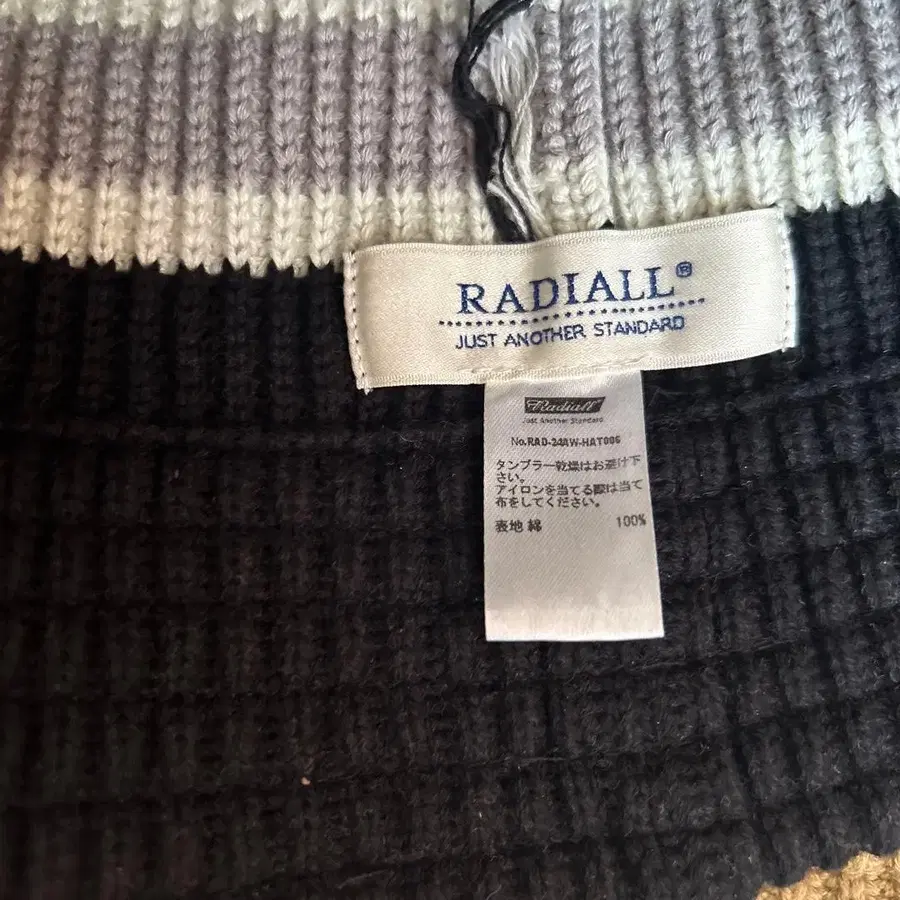 RADIALL®
JUST ANOTHER STANDARD
Radiall
Just Another Standard
No.RAD-24AW-HAT006
タンブラー乾燥はお避け下
さい。
アイロンを当てる際は当て
布をしてください。
表地 綿 100%